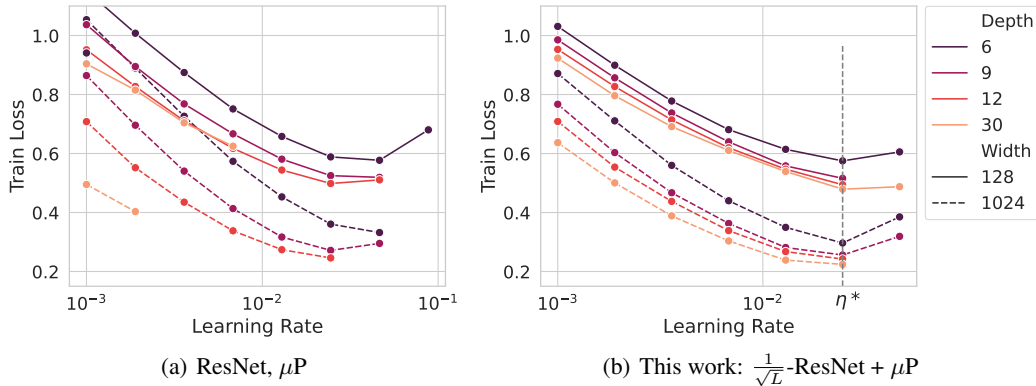 1.0
0.8
0.6
0.4
0.2
Train Loss
10⁻³
10⁻²
10⁻¹
Learning Rate
(a) ResNet, μP
1.0
0.8
0.6
0.4
0.2
Train Loss
10⁻³
10⁻²
η*
Learning Rate
(b) This work: 1/√L-ResNet + μP
Depth
6
9
12
30
Width
128
1024